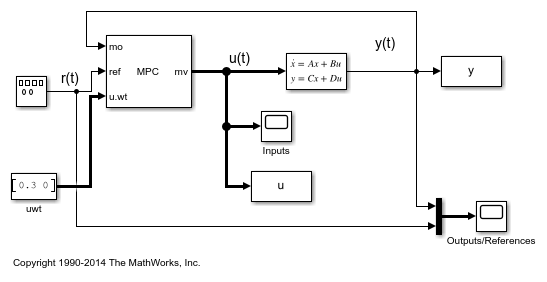 y(t)
u(t)
mo
r(t)
ref MPC mv
ẋ = Ax + Bu
y = Cx + Du
y
u.wt
Inputs
[0.3 0]
u
uwt
Outputs/References
Copyright 1990-2014 The MathWorks, Inc.